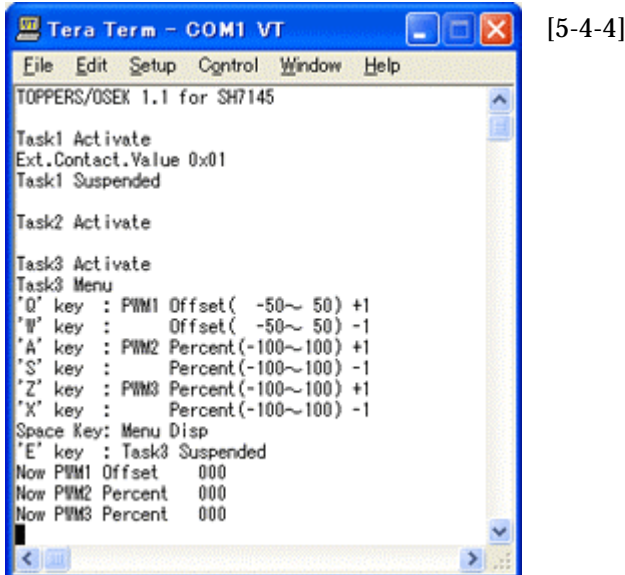 Tera Term - COM1 VT
[5-4-4]
File Edit Setup Control Window Help
TOPPERS/OSEK 1.1 for SH7145
Task1 Activate
Ext.Contact.Value 0x01
Task1 Suspended
Task2 Activate
Task3 Activate
Task3 Menu
'Q' key : PWM1 Offset( -50～ 50) +1
'W' key : Offset( -50～ 50) -1
'A' key : PWM2 Percent(-100～100) +1
'S' key : Percent(-100～100) -1
'Z' key : PWM3 Percent(-100～100) +1
'X' key : Percent(-100～100) -1
Space Key: Menu Disp
'E' key : Task3 Suspended
Now PWM1 Offset 000
Now PWM2 Percent 000
Now PWM3 Percent 000